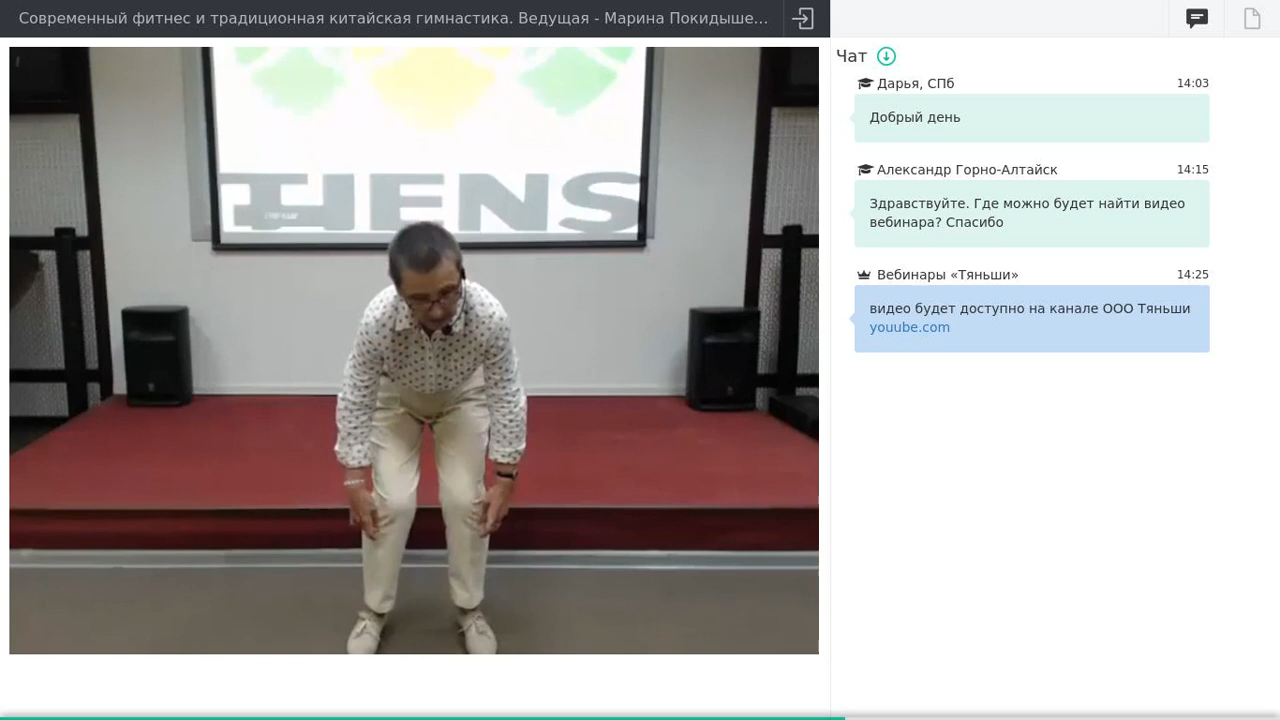 Современный фитнес и традиционная китайская гимнастика. Ведущая - Марина Покидыше...
TIENS
Чат
Дарья, СПб 14:03
Добрый день
Александр Горно-Алтайск 14:15
Здравствуйте. Где можно будет найти видео
вебинара? Спасибо
Вебинары «Тяньши» 14:25
видео будет доступно на канале ООО Тяньши
youube.com